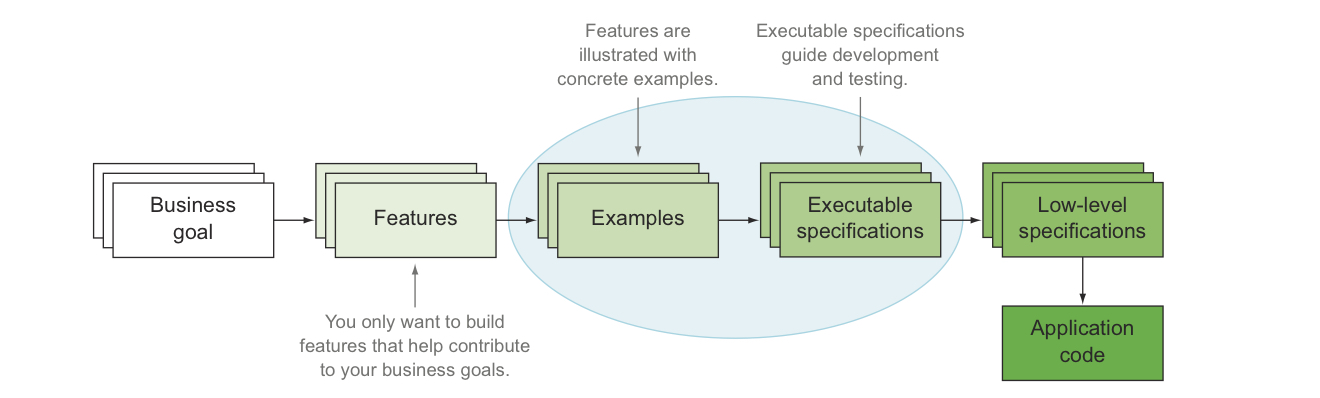 Features are
illustrated with
concrete examples.
Executable specifications
guide development
and testing.
Business
goal
Features
Examples
Executable
specifications
Low-level
specifications
You only want to build
features that help contribute
to your business goals.
Application
code